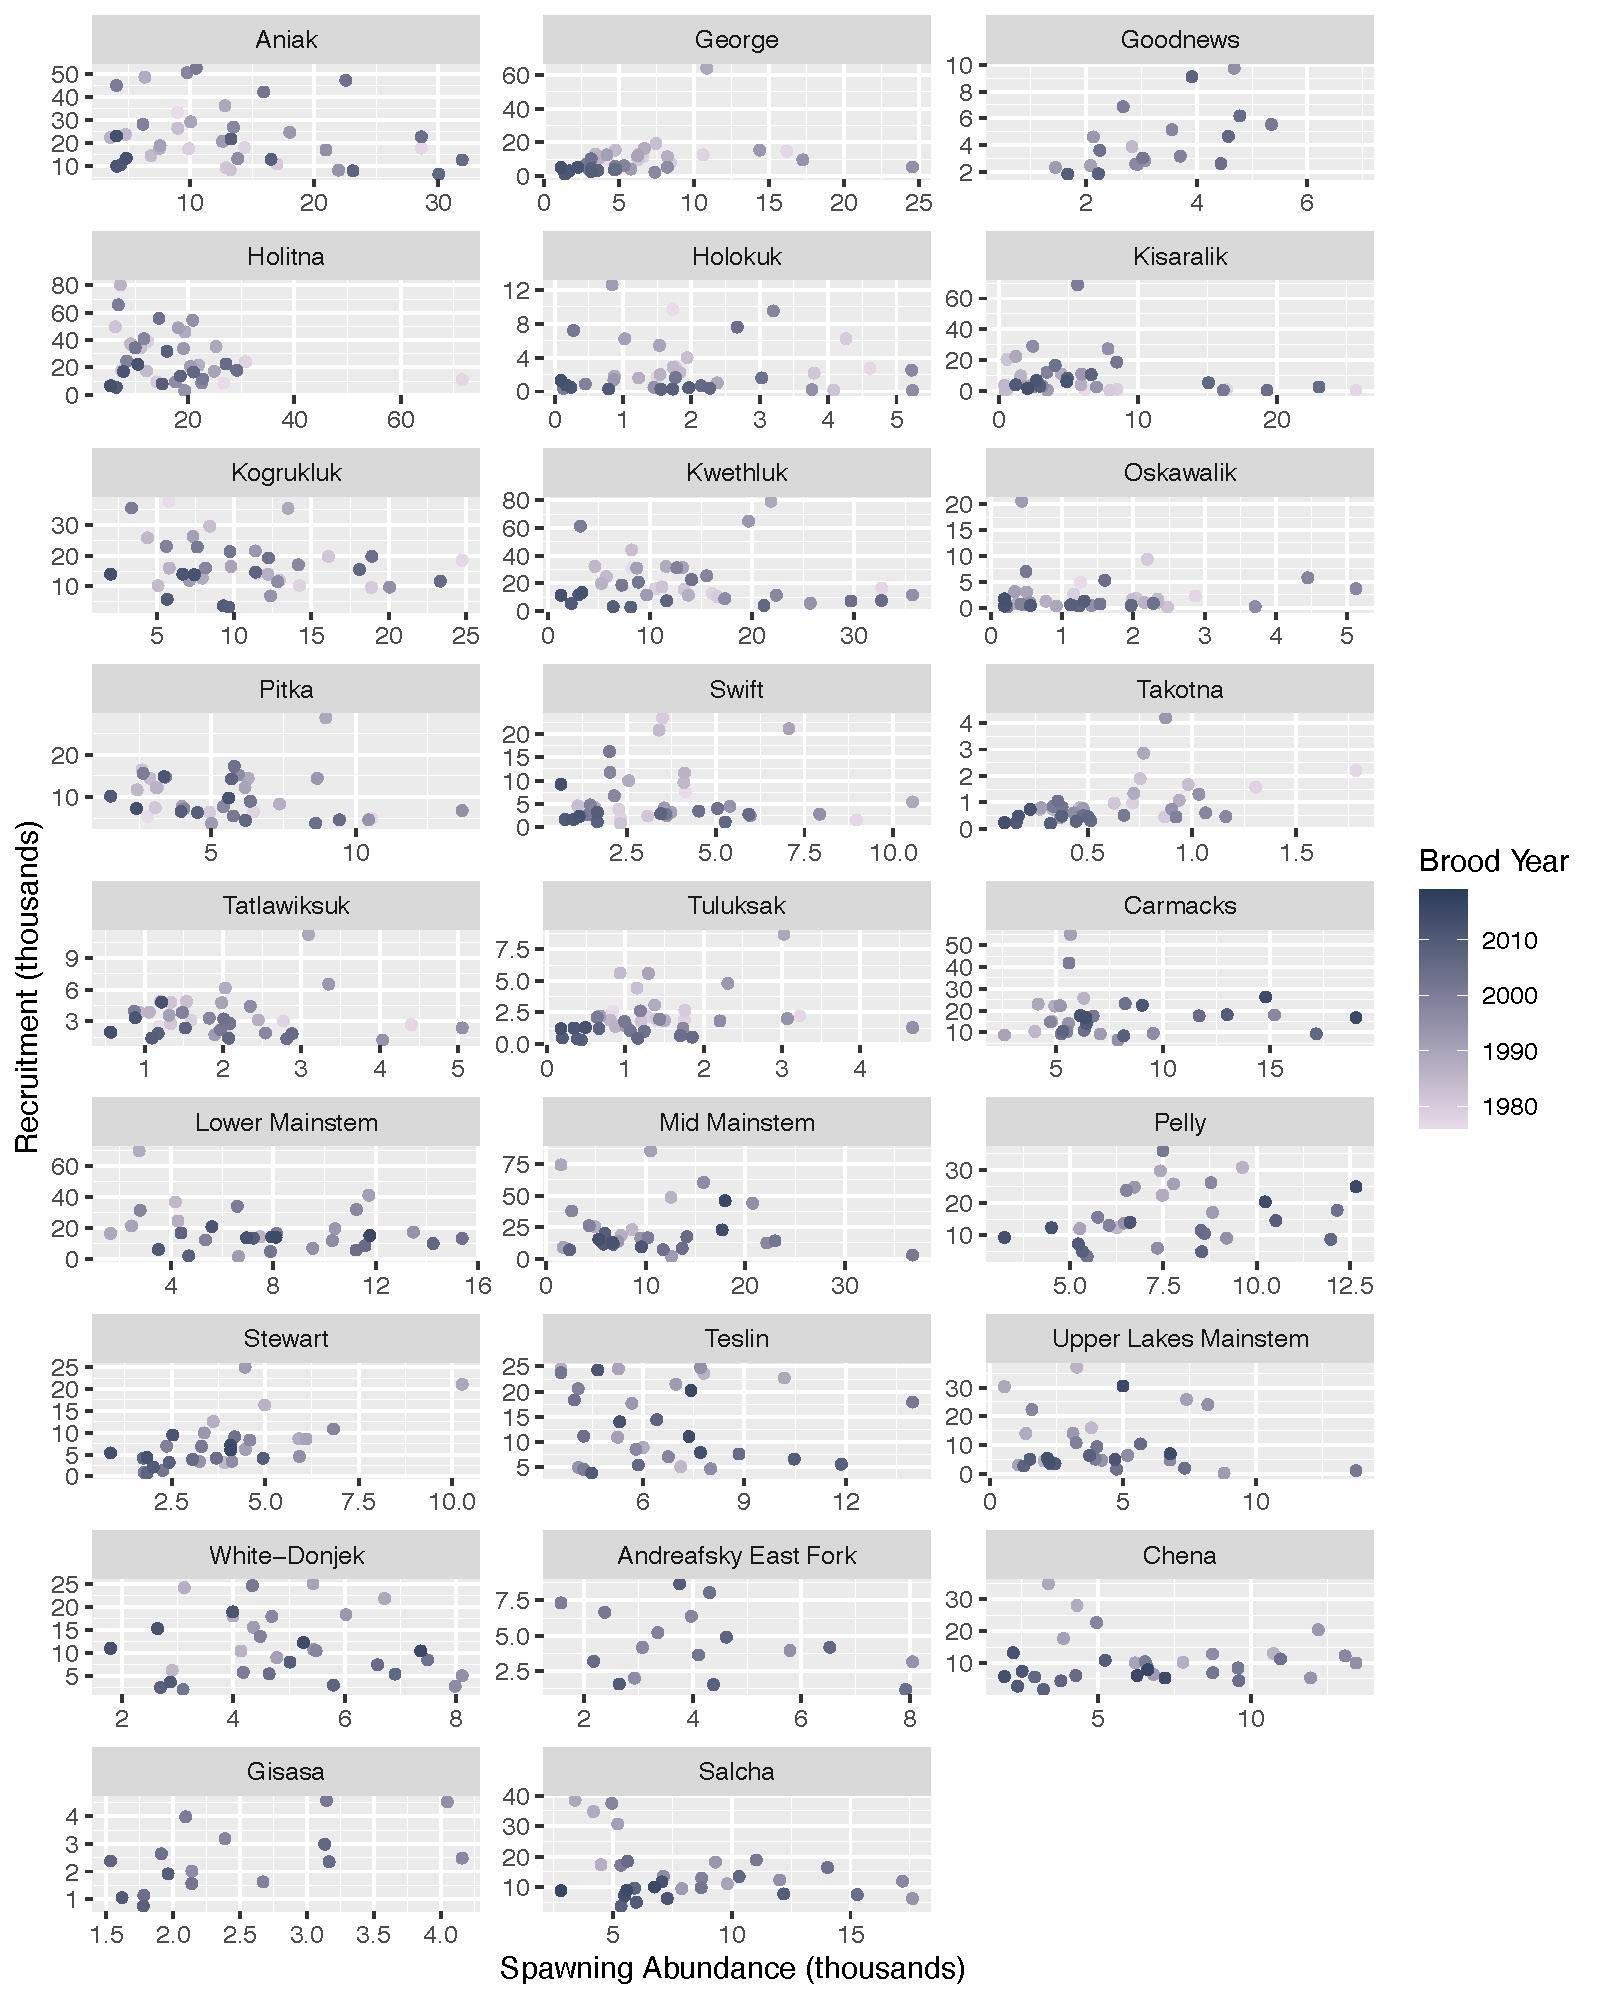 Aniak George Goodnews
50 40 30 20 10
60 40 20 0
10 8 6 4 2
10 20 30 0 5 10 15 20 25 2 4 6
Holitna Holokuk Kisaralik
80 60 40 20 0
12 8 4 0
60 40 20 0
20 40 60 0 1 2 3 4 5 0 10 20
Kogrukluk Kwethluk Oskawalik
30 20 10
80 60 40 20 0
20 15 10 5 0
5 10 15 20 25 0 10 20 30 0 1 2 3 4 5
Pitka Swift Takotna
20 10
20 15 10 5 0
4 3 2 1 0
5 10 2.5 5.0 7.5 10.0 0.5 1.0 1.5
Tatlawiksuk Tuluksak Carmacks
9 6 3
7.5 5.0 2.5 0.0
50 40 30 20 10
1 2 3 4 5 0 1 2 3 4 5 10 15
Lower Mainstem Mid Mainstem Pelly
60 40 20 0
75 50 25 0
30 20 10
4 8 12 16 0 10 20 30 5.0 7.5 10.0 12.5
Stewart Teslin Upper Lakes Mainstem
25 20 15 10 5 0
25 20 15 10 5
30 20 10 0
2.5 5.0 7.5 10.0 6 9 12 0 5 10
White−Donjek Andreafsky East Fork Chena
25 20 15 10 5
7.5 5.0 2.5
30 20 10
2 4 6 8 2 4 6 8 5 10
Gisasa Salcha
4 3 2 1
40 30 20 10
1.5 2.0 2.5 3.0 3.5 4.0 5 10 15
Spawning Abundance (thousands)
Recruitment (thousands)
Brood Year
2010
2000
1990
1980